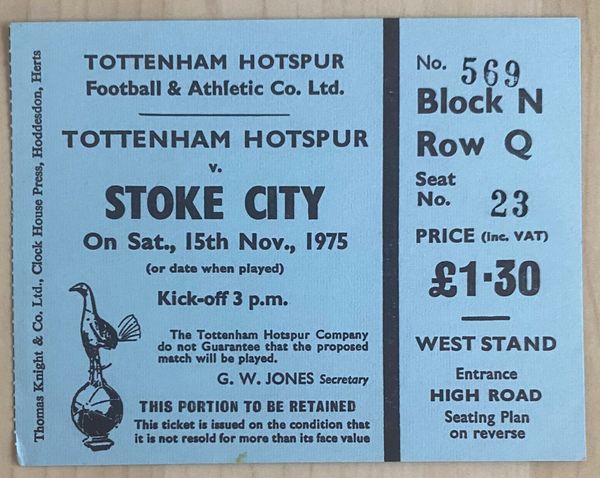 Thomas Knight & Co. Ltd., Clock House Press, Hoddesdon, Herts
TOTTENHAM HOTSPUR
Football & Athletic Co. Ltd.
TOTTENHAM HOTSPUR
v.
STOKE CITY
On Sat., 15th Nov., 1975
(or date when played)
Kick-off 3 p.m.
The Tottenham Hotspur Company
do not Guarantee that the proposed
match will be played.
G. W. JONES Secretary
THIS PORTION TO BE RETAINED
This ticket is issued on the condition that
it is not resold for more than its face value
No. 569
Block N
Row Q
Seat
No. 23
PRICE (inc. VAT)
£1·30
WEST STAND
Entrance
HIGH ROAD
Seating Plan
on reverse